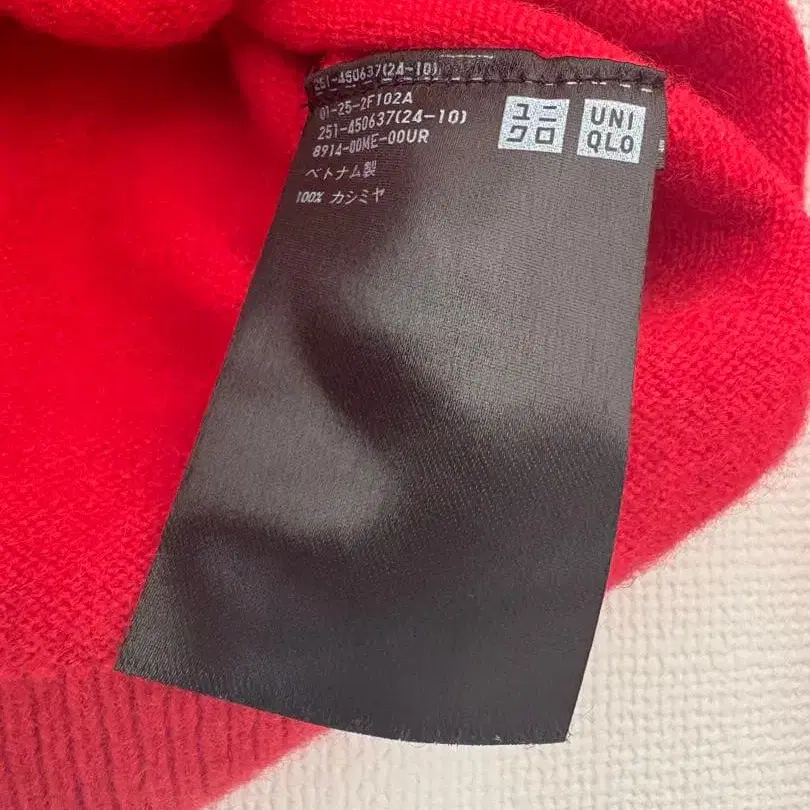 251-450637(24-10)
01-25-2F102A
251-450637(24-10)
8914-00ME-00UR
ベトナム製
100% カシミヤ
ユニ
クロ
UNI
QLO